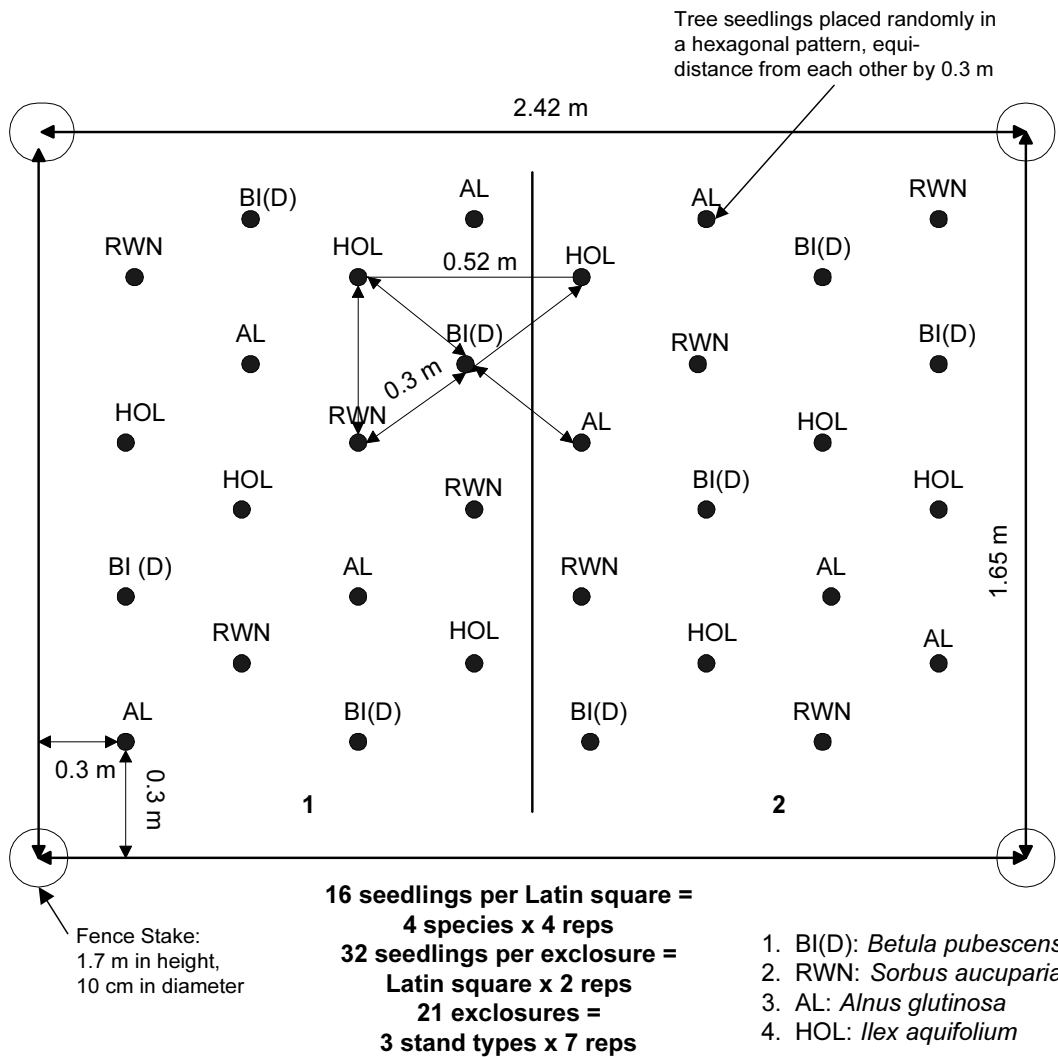 Tree seedlings placed randomly in
a hexagonal pattern, equi-
distance from each other by 0.3 m
2.42 m
BI(D)
AL
AL
RWN
RWN
HOL
0.52 m
HOL
BI(D)
AL
BI(D)
RWN
BI(D)
0.3 m
HOL
RWN
AL
HOL
HOL
RWN
BI(D)
HOL
1.65 m
BI (D)
AL
RWN
AL
RWN
HOL
HOL
AL
AL
BI(D)
BI(D)
RWN
0.3 m
0.3 m
1
2
Fence Stake:
1.7 m in height,
10 cm in diameter
16 seedlings per Latin square =
4 species x 4 reps
32 seedlings per exclosure =
Latin square x 2 reps
21 exclosures =
3 stand types x 7 reps
1. BI(D): Betula pubescens
2. RWN: Sorbus aucuparia
3. AL: Alnus glutinosa
4. HOL: Ilex aquifolium